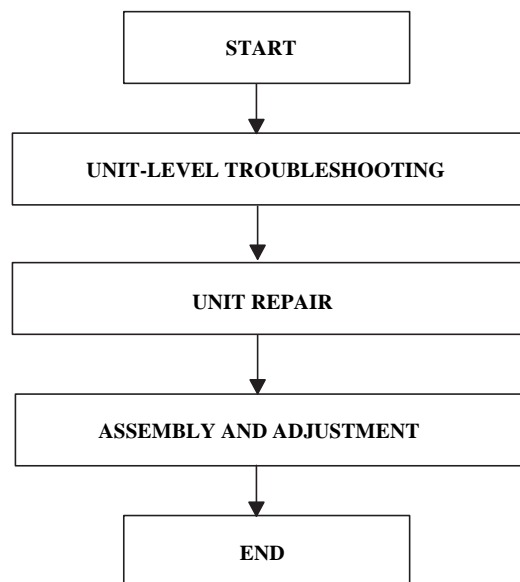 START
UNIT-LEVEL TROUBLESHOOTING
UNIT REPAIR
ASSEMBLY AND ADJUSTMENT
END